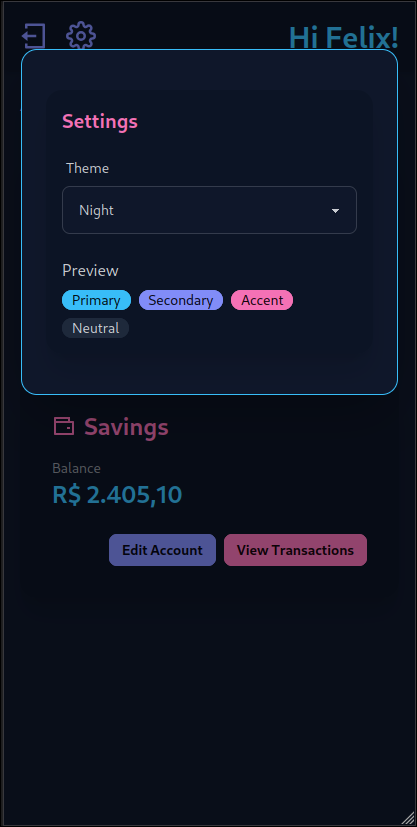 Hi Felix!
Settings
Theme
Night
Preview
Primary Secondary Accent
Neutral
Savings
Balance
R$ 2.405,10
Edit Account View Transactions